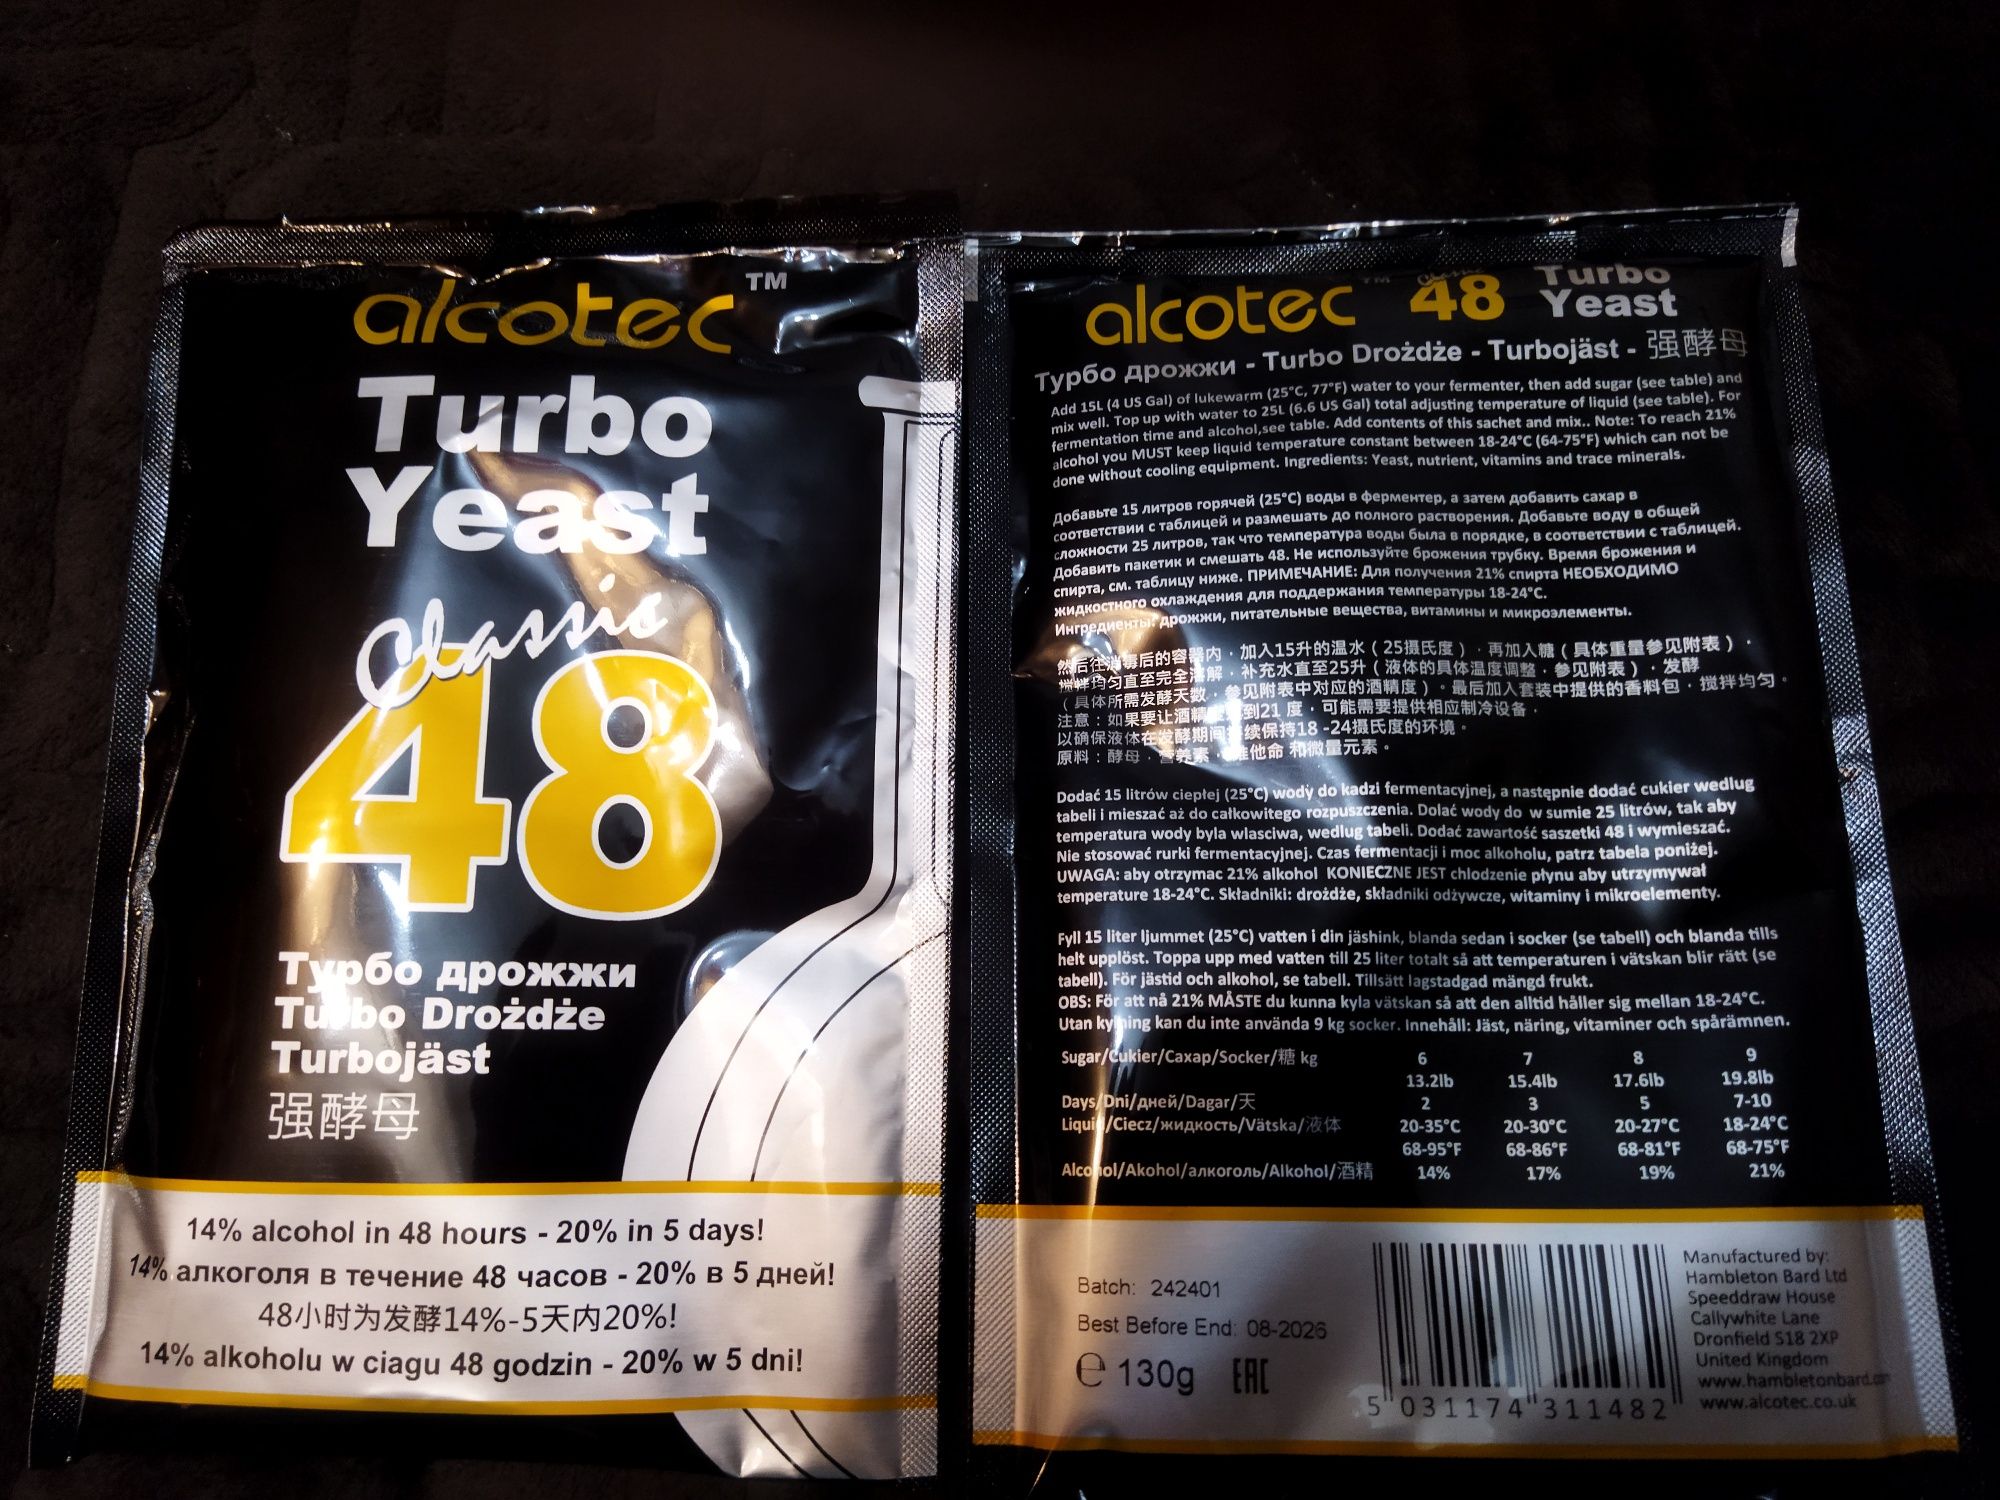 alcotec™
Turbo
Yeast
Classic
48
Турбо дрожжи
Turbo Drożdże
Turbojäst
强酵母
14% alcohol in 48 hours - 20% in 5 days!
14% алкоголя в течение 48 часов - 20% в 5 дней!
48小时为发酵14%-5天内20%!
14% alkoholu w ciagu 48 godzin - 20% w 5 dni!
alcotec™ Classic 48 Turbo
Yeast
Турбо дрожжи - Turbo Drożdże - Turbojäst - 强酵母
Add 15L (4 US Gal) of lukewarm (25°C, 77°F) water to your fermenter, then add sugar (see table) and
mix well. Top up with water to 25L (6.6 US Gal) total adjusting temperature of liquid (see table). For
fermentation time and alcohol,see table. Add contents of this sachet and mix.. Note: To reach 21%
alcohol you MUST keep liquid temperature constant between 18-24°C (64-75°F) which can not be
done without cooling equipment. Ingredients: Yeast, nutrient, vitamins and trace minerals.
Добавьте 15 литров горячей (25°C) воды в ферментер, а затем добавить сахар в
соответствии с таблицей и размешать до полного растворения. Добавьте воду в общей
сложности 25 литров, так что температура воды была в порядке, в соответствии с таблицей.
Добавить пакетик и смешать 48. Не используйте брожения трубку. Время брожения и
спирта, см. таблицу ниже. ПРИМЕЧАНИЕ: Для получения 21% спирта НЕОБХОДИМО
жидкостного охлаждения для поддержания температуры 18-24°C.
Ингредиенты: дрожжи, питательные вещества, витамины и микроэлементы.
然后往消毒后的容器内，加入15升的温水（25摄氏度），再加入糖（具体重量参见附表），
搅拌均匀直至完全溶解，补充水直至25升（液体的具体温度调整，参见附表），发酵
（具体所需发酵天数，参见附表中对应的酒精度）。最后加入套装中提供的香料包，搅拌均匀。
注意：如果要让酒精 到21 度，可能需要提供相应制冷设备，
以确保液体在发酵期间持续保持18 -24摄氏度的环境。
原料：酵母，营养素，维他命 和微量元素。
Dodać 15 litrów ciepłej (25°C) wody do kadzi fermentacyjnej, a następnie dodać cukier według
tabeli i mieszać aż do całkowitego rozpuszczenia. Dolać wody do w sumie 25 litrów, tak aby
temperatura wody byla wlasciwa, według tabeli. Dodać zawartość saszetki 48 i wymieszać.
Nie stosować rurki fermentacyjnej. Czas fermentacji i moc alkoholu, patrz tabela poniżej.
UWAGA: aby otrzymac 21% alkohol KONIECZNE JEST chlodzenie płynu aby utrzymywał
temperature 18-24°C. Składniki: drożdże, składniki odżywcze, witaminy i mikroelementy.
Fyll 15 liter ljummet (25°C) vatten i din jäshink, blanda sedan i socker (se tabell) och blanda tills
helt upplöst. Toppa upp med vatten till 25 liter totalt så att temperaturen i vätskan blir rätt (se
tabell). För jästid och alkohol, se tabell. Tillsätt lagstadgad mängd frukt.
OBS: För att nå 21% MÅSTE du kunna kyla vätskan så att den alltid håller sig mellan 18-24°C.
Utan kylning kan du inte använda 9 kg socker. Innehåll: Jäst, näring, vitaminer och spårämnen.
Sugar/Cukier/Сахар/Socker/糖 kg 6 7 8 9
13.2lb 15.4lb 17.6lb 19.8lb
Days/Dni/дней/Dagar/天 2 3 5 7-10
Liquid/Ciecz/жидкость/Vätska/液体 20-35°C 20-30°C 20-27°C 18-24°C
68-95°F 68-86°F 68-81°F 68-75°F
Alcohol/Akohol/алкоголь/Alkohol/酒精 14% 17% 19% 21%
Batch: 242401
Best Before End: 08-2026
℮ 130g EAC
5 031174 311482
Manufactured by:
Hambleton Bard Ltd
Speeddraw House
Callywhite Lane
Dronfield S18 2XP
United Kingdom
www.hambletonbard.com
www.alcotec.co.uk